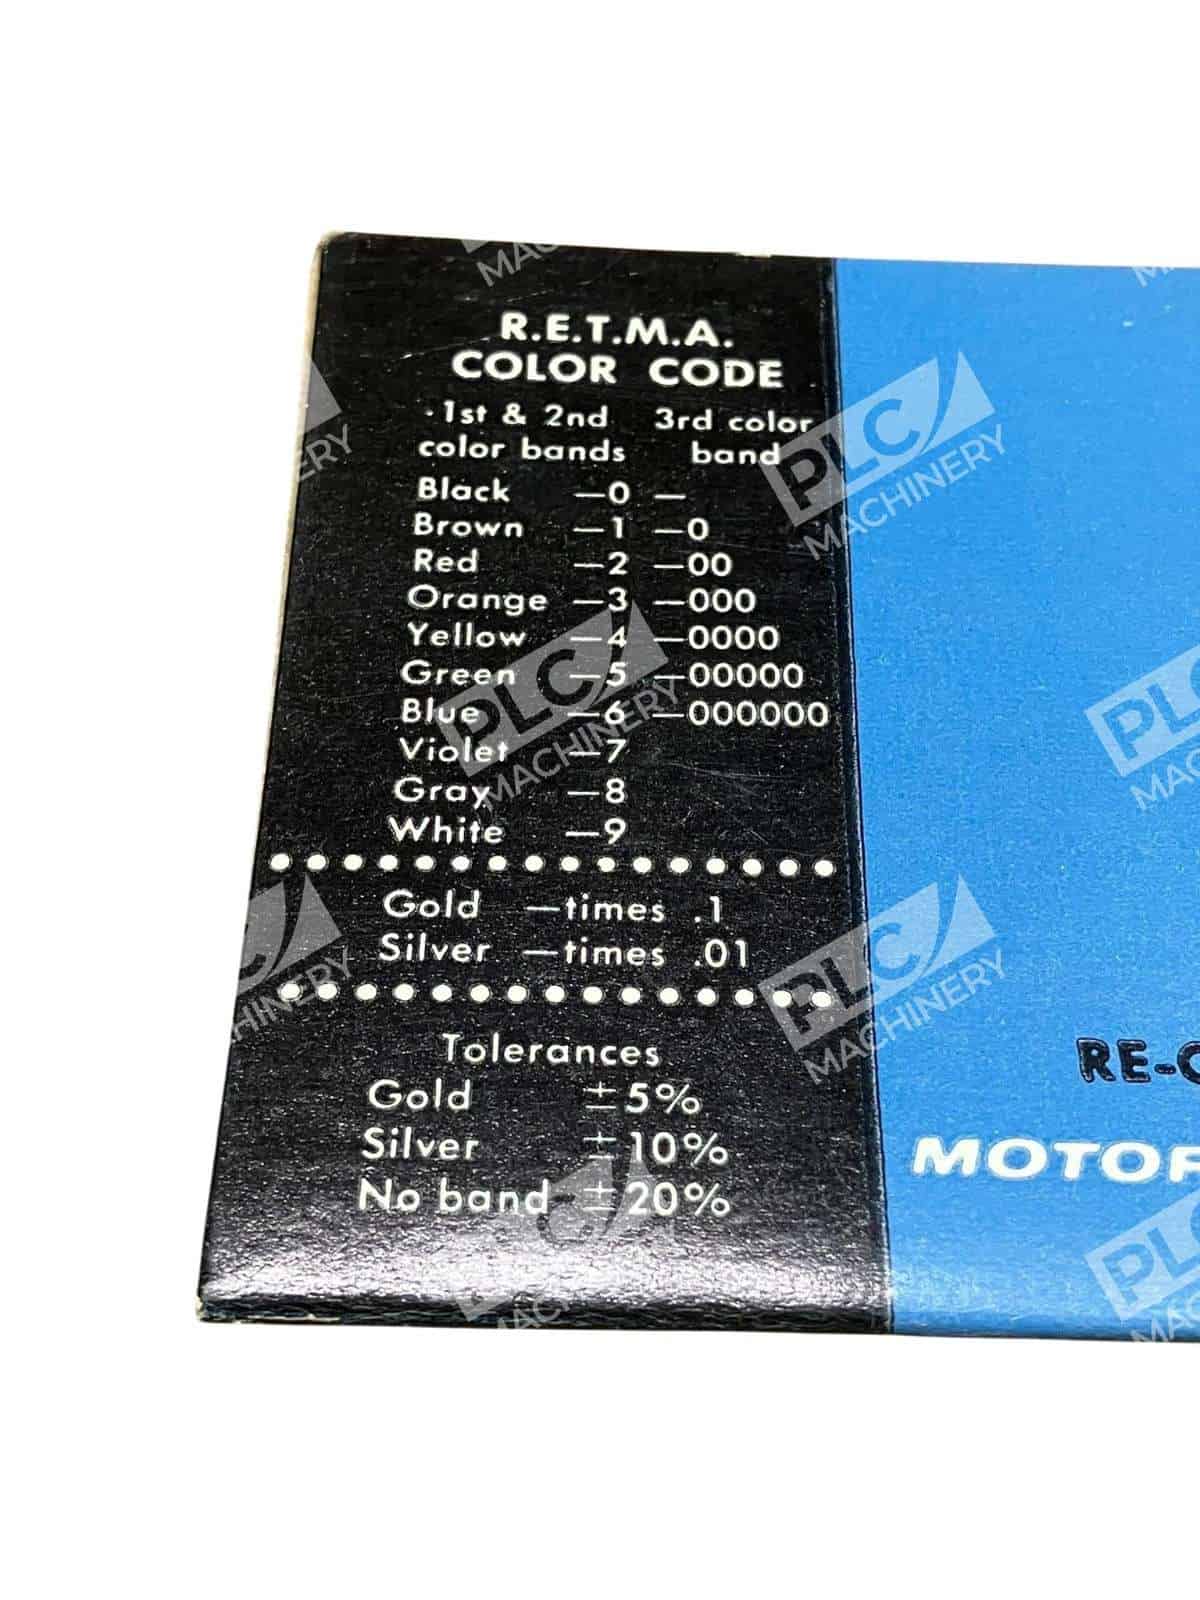 R.E.T.M.A.
COLOR CODE
1st & 2nd 3rd color
color bands band
Black —0 —
Brown —1 —0
Red —2 —00
Orange —3 —000
Yellow —4 —0000
Green —5 —00000
Blue —6 —000000
Violet —7
Gray —8
White —9
Gold —times .1
Silver —times .01
Tolerances
Gold ±5%
Silver ±10%
No band ±20%
RE-
MOTOR
PLC
MACHINERY